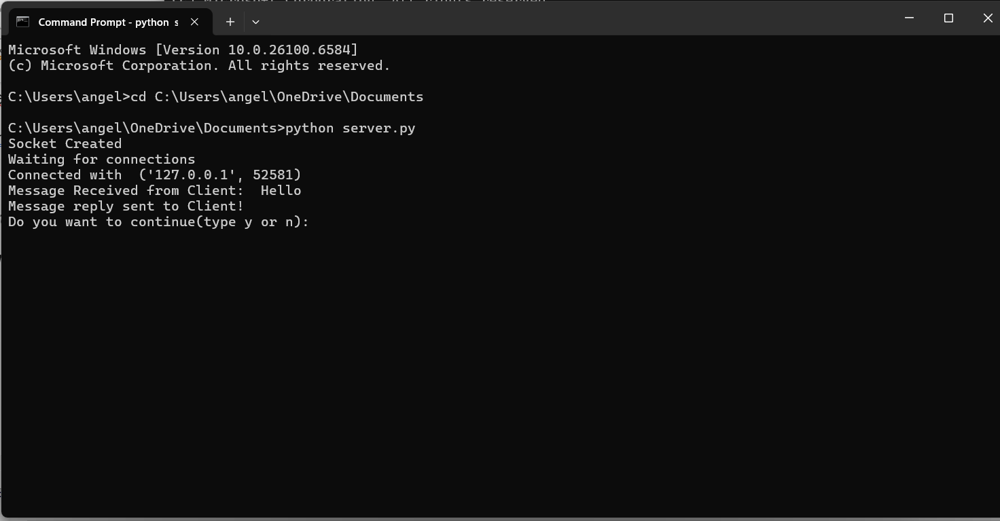 Command Prompt - python s
Microsoft Windows [Version 10.0.26100.6584]
(c) Microsoft Corporation. All rights reserved.
C:\Users\angel>cd C:\Users\angel\OneDrive\Documents
C:\Users\angel\OneDrive\Documents>python server.py
Socket Created
Waiting for connections
Connected with  ('127.0.0.1', 52581)
Message Received from Client:  Hello
Message reply sent to Client!
Do you want to continue(type y or n):